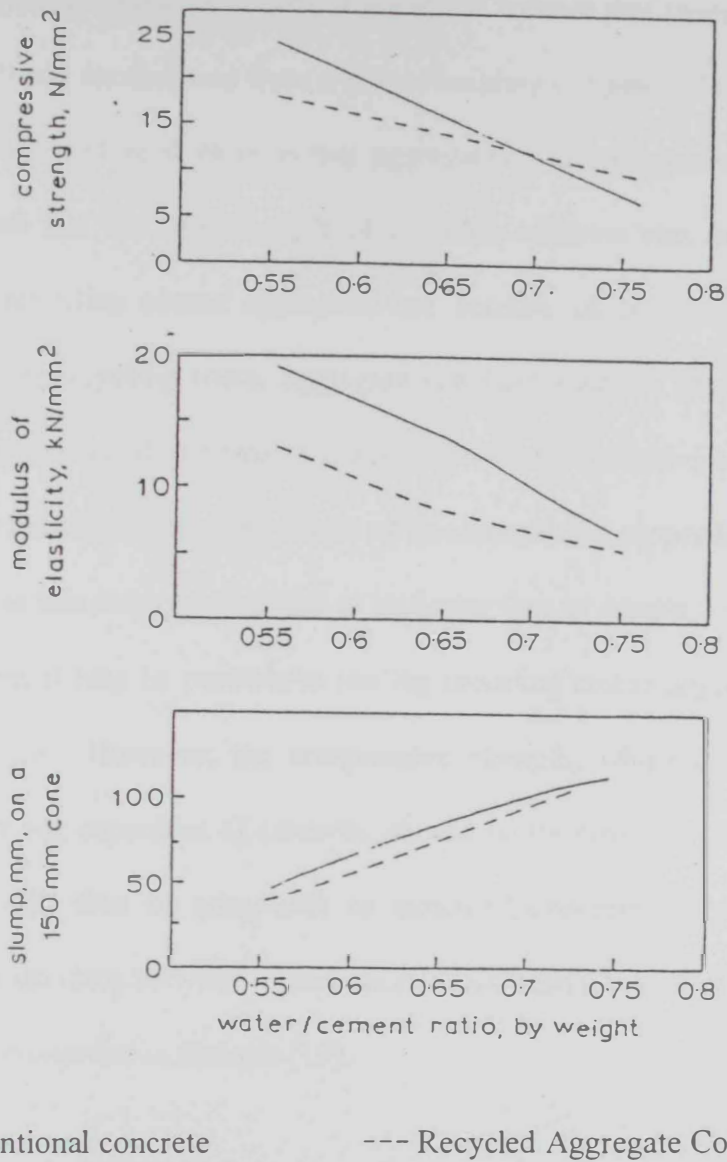 compressive
strength, N/mm2
25
15
5
0
0·55 0·6 0·65 0·7 0·75 0·8
modulus of
elasticity, kN/mm2
20
10
0
0·55 0·6 0·65 0·7 0·75 0·8
slump, mm, on a
150 mm cone
100
50
0
0·55 0·6 0·65 0·7 0·75 0·8
water/cement ratio, by weight
ntional concrete --- Recycled Aggregate Co